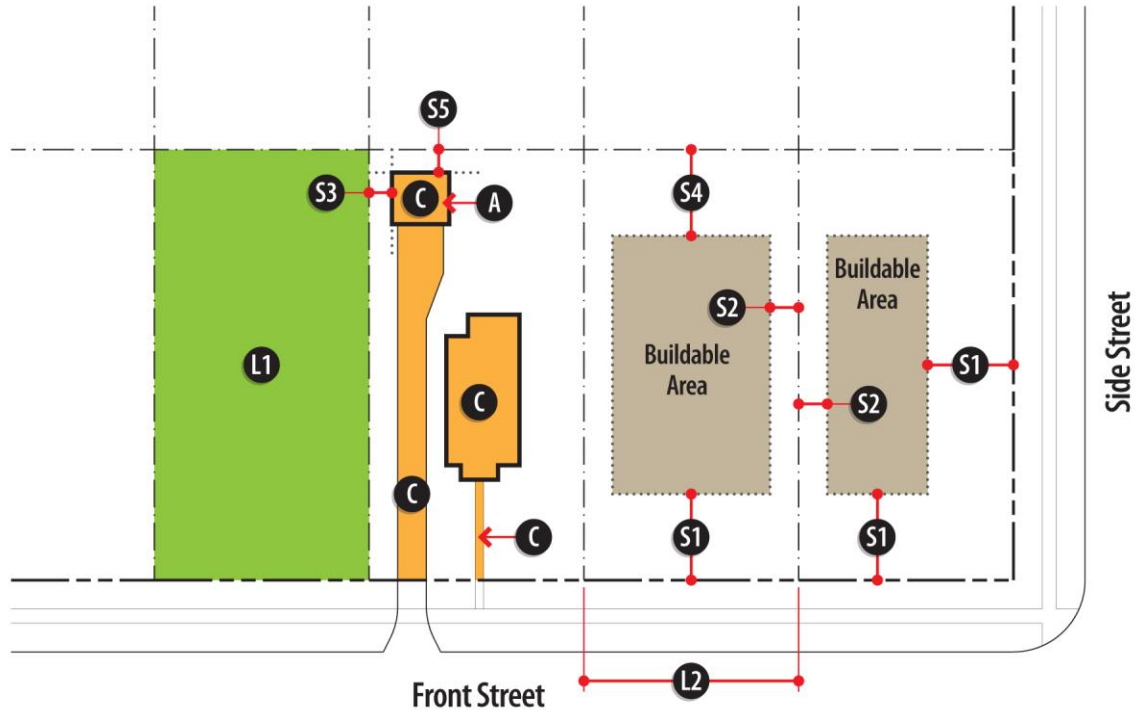 S5
S3
C
A
S4
Buildable
Area
S2
Buildable
Area
L1
S1
Side Street
C
S2
C
C
S1
S1
Front Street
L2